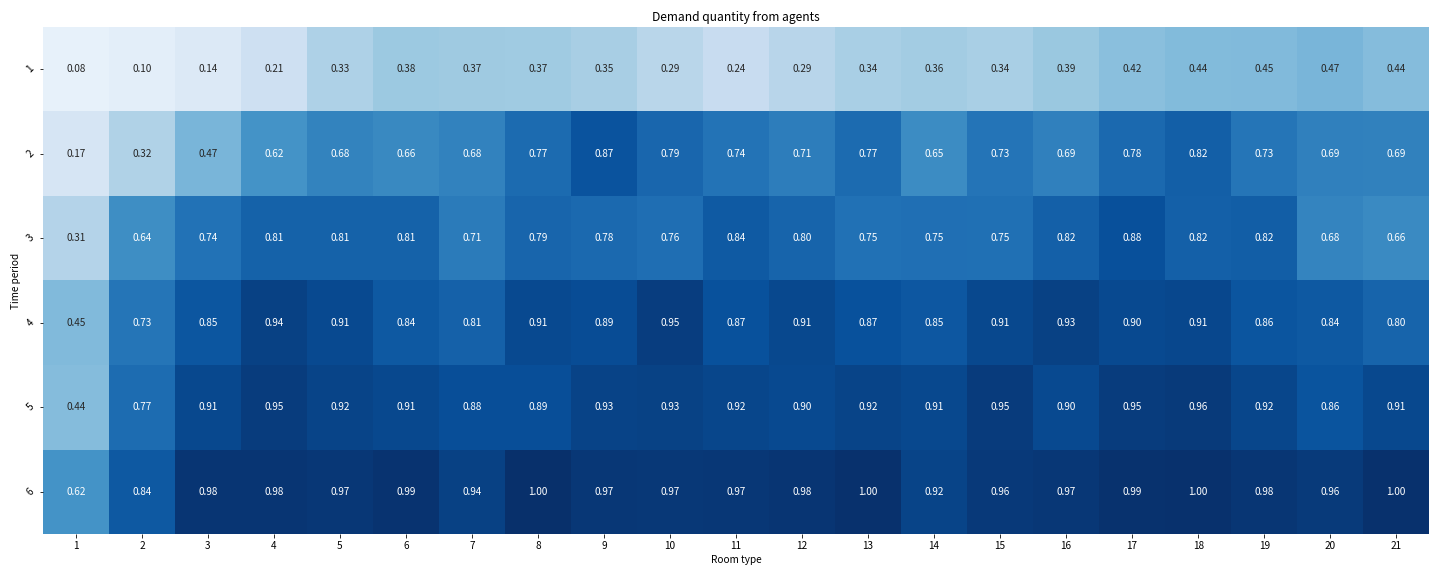 Demand quantity from agents
1 0.08 0.10 0.14 0.21 0.33 0.38 0.37 0.37 0.35 0.29 0.24 0.29 0.34 0.36 0.34 0.39 0.42 0.44 0.45 0.47 0.44
2 0.17 0.32 0.47 0.62 0.68 0.66 0.68 0.77 0.87 0.79 0.74 0.71 0.77 0.65 0.73 0.69 0.78 0.82 0.73 0.69 0.69
3 0.31 0.64 0.74 0.81 0.81 0.81 0.71 0.79 0.78 0.76 0.84 0.80 0.75 0.75 0.75 0.82 0.88 0.82 0.82 0.68 0.66
Time period
4 0.45 0.73 0.85 0.94 0.91 0.84 0.81 0.91 0.89 0.95 0.87 0.91 0.87 0.85 0.91 0.93 0.90 0.91 0.86 0.84 0.80
5 0.44 0.77 0.91 0.95 0.92 0.91 0.88 0.89 0.93 0.93 0.92 0.90 0.92 0.91 0.95 0.90 0.95 0.96 0.92 0.86 0.91
6 0.62 0.84 0.98 0.98 0.97 0.99 0.94 1.00 0.97 0.97 0.97 0.98 1.00 0.92 0.96 0.97 0.99 1.00 0.98 0.96 1.00
1 2 3 4 5 6 7 8 9 10 11 12 13 14 15 16 17 18 19 20 21
Room type